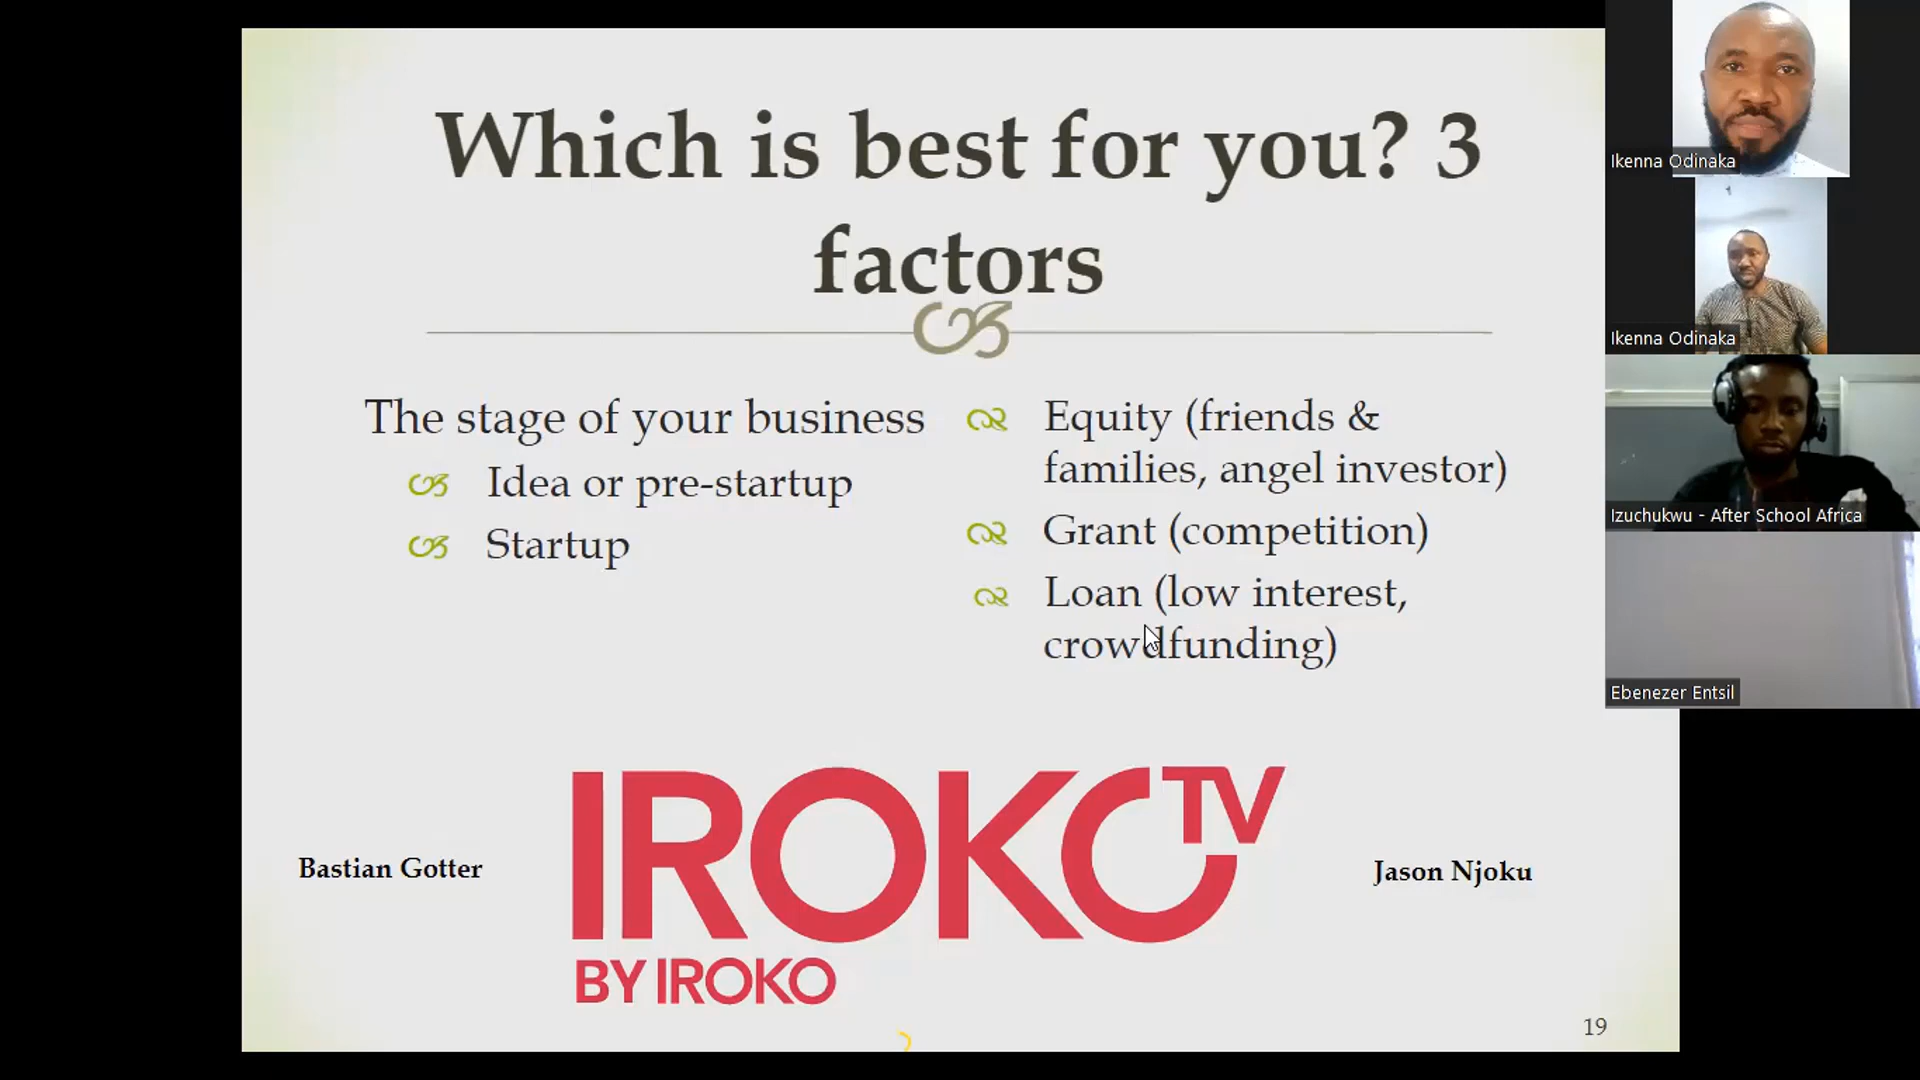 Which is best for you? 3
factors
The stage of your business
Idea or pre-startup
Startup
Equity (friends &
families, angel investor)
Grant (competition)
Loan (low interest,
crowdfunding)
Bastian Gotter
IROKOTV
BY IROKO
Jason Njoku
19
Ikenna Odinaka
Ikenna Odinaka
Izuchukwu - After School Africa
Ebenezer Entsil